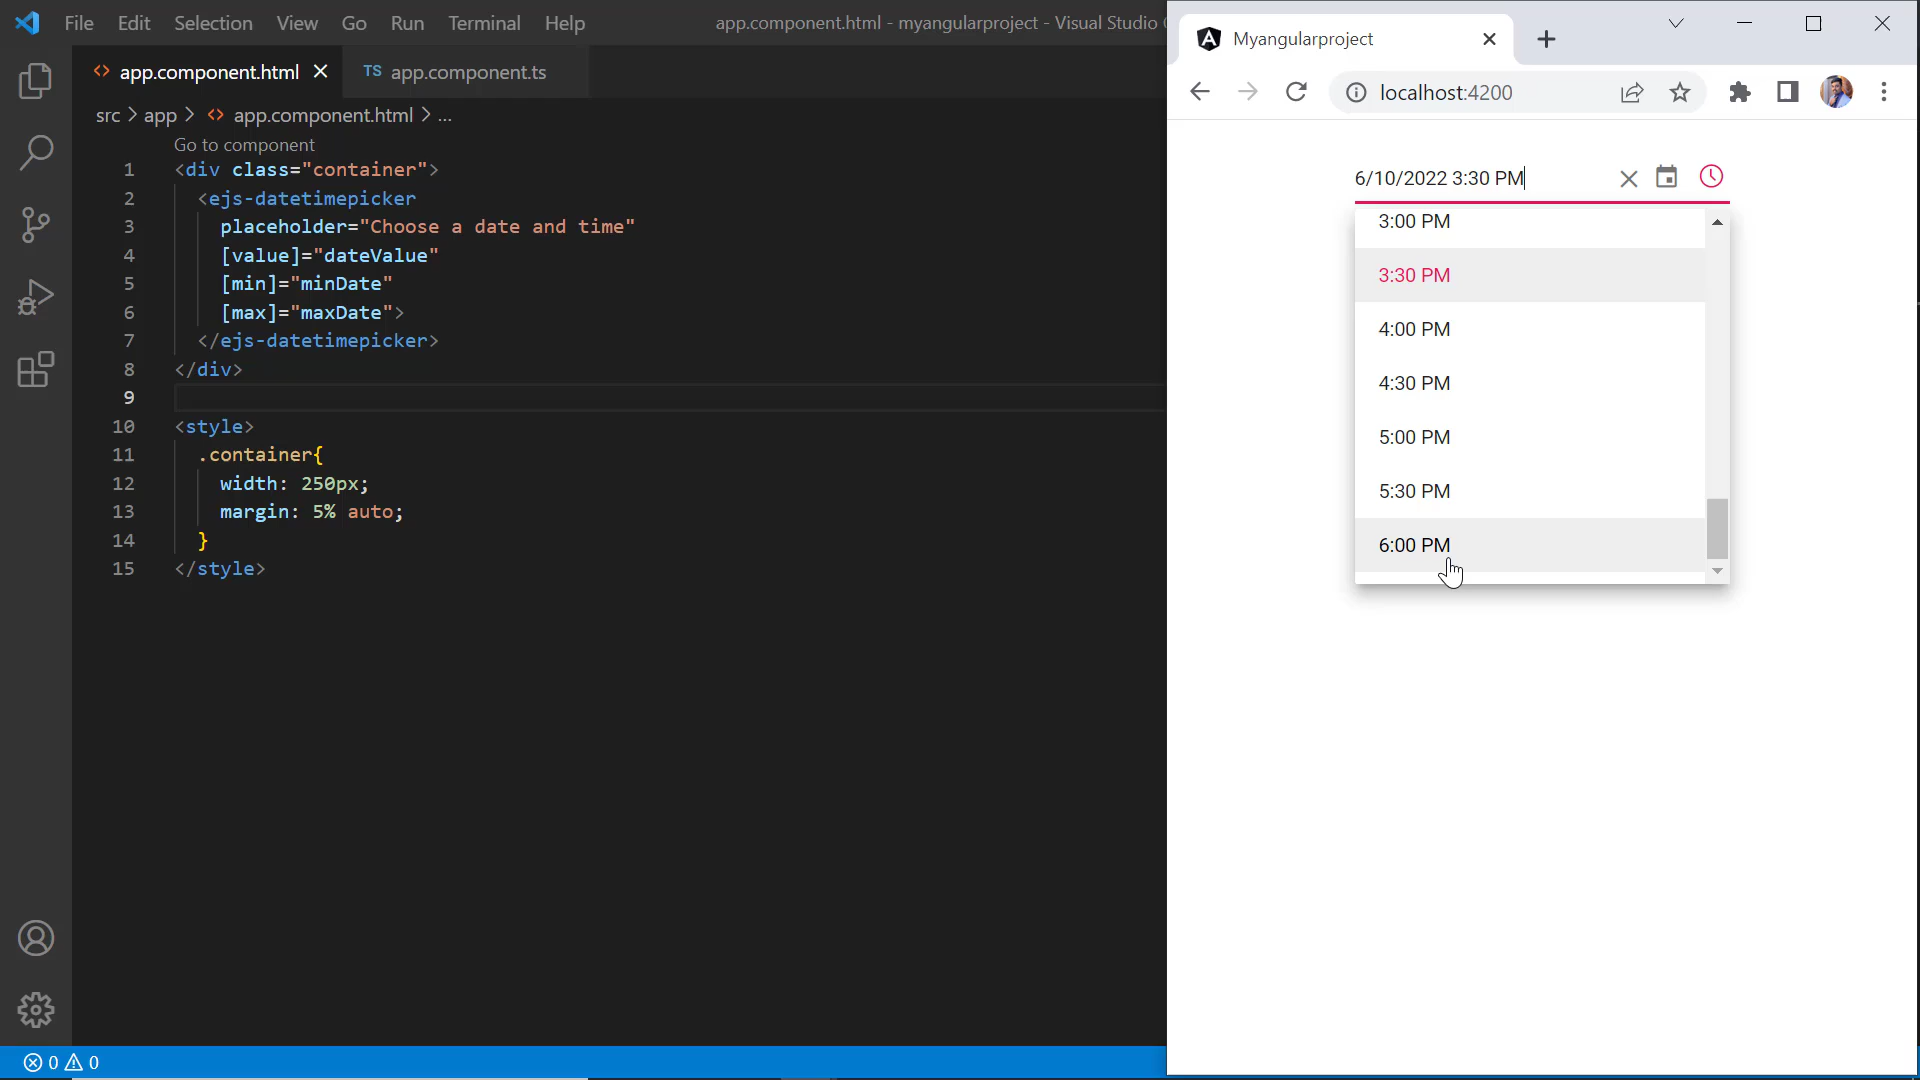 File Edit Selection View Go Run Terminal Help
app.component.html - myangularproject - Visual Studio
app.component.html
TS app.component.ts
src > app > <> app.component.html > ...
Go to component
1 <div class="container">
2 <ejs-datetimepicker
3 placeholder="Choose a date and time"
4 [value]="dateValue"
5 [min]="minDate"
6 [max]="maxDate">
7 </ejs-datetimepicker>
8 </div>
9
10 <style>
11 .container{
12 width: 250px;
13 margin: 5% auto;
14 }
15 </style>
0 0
Myangularproject
localhost:4200
6/10/2022 3:30 PM
3:00 PM
3:30 PM
4:00 PM
4:30 PM
5:00 PM
5:30 PM
6:00 PM